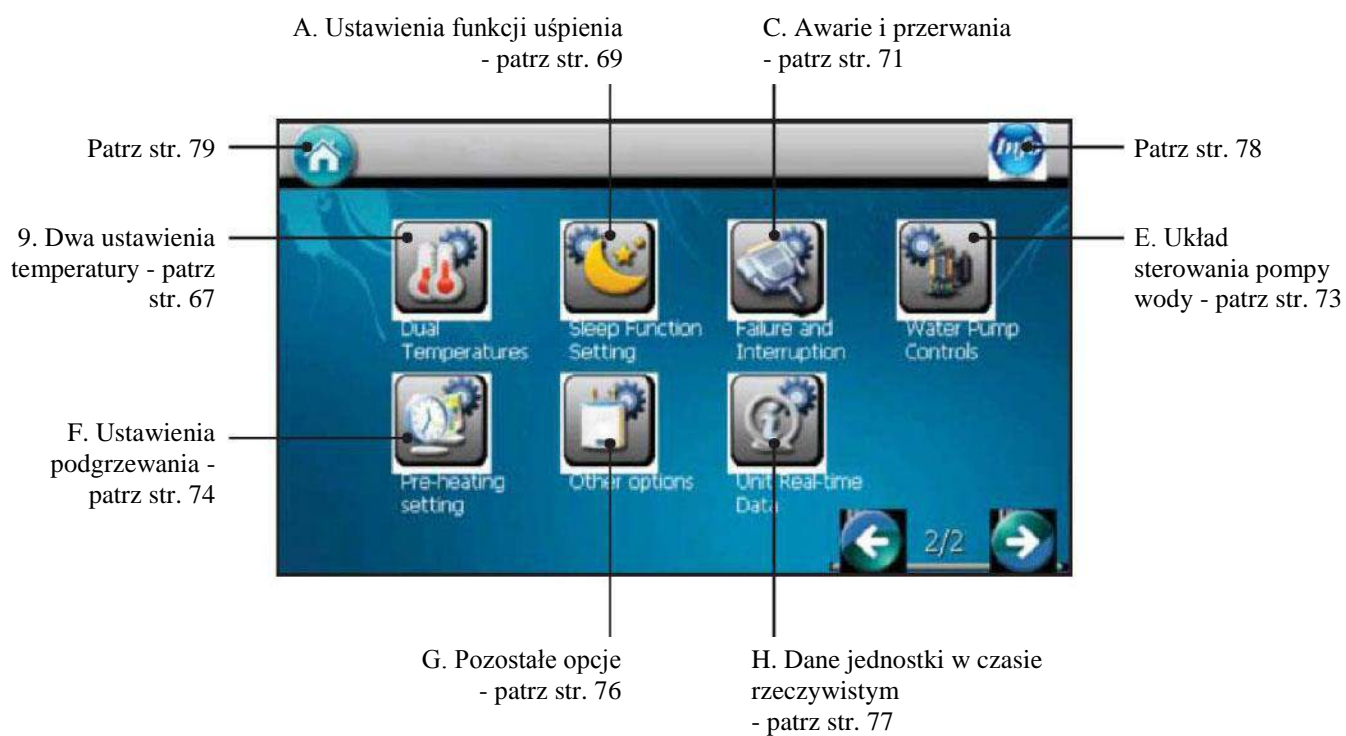 A. Ustawienia funkcji uśpienia
- patrz str. 69
C. Awarie i przerwania
- patrz str. 71
Patrz str. 79
Info
Patrz str. 78
9. Dwa ustawienia
temperatury - patrz
str. 67
E. Układ
sterowania pompy
wody - patrz str. 73
Dual
Temperatures
Sleep Function
Setting
Failure and
Interruption
Water Pump
Controls
F. Ustawienia
podgrzewania -
patrz str. 74
Pre-heating
setting
Other options
Unit Real-time
Data
2/2
G. Pozostałe opcje
- patrz str. 76
H. Dane jednostki w czasie
rzeczywistym
- patrz str. 77